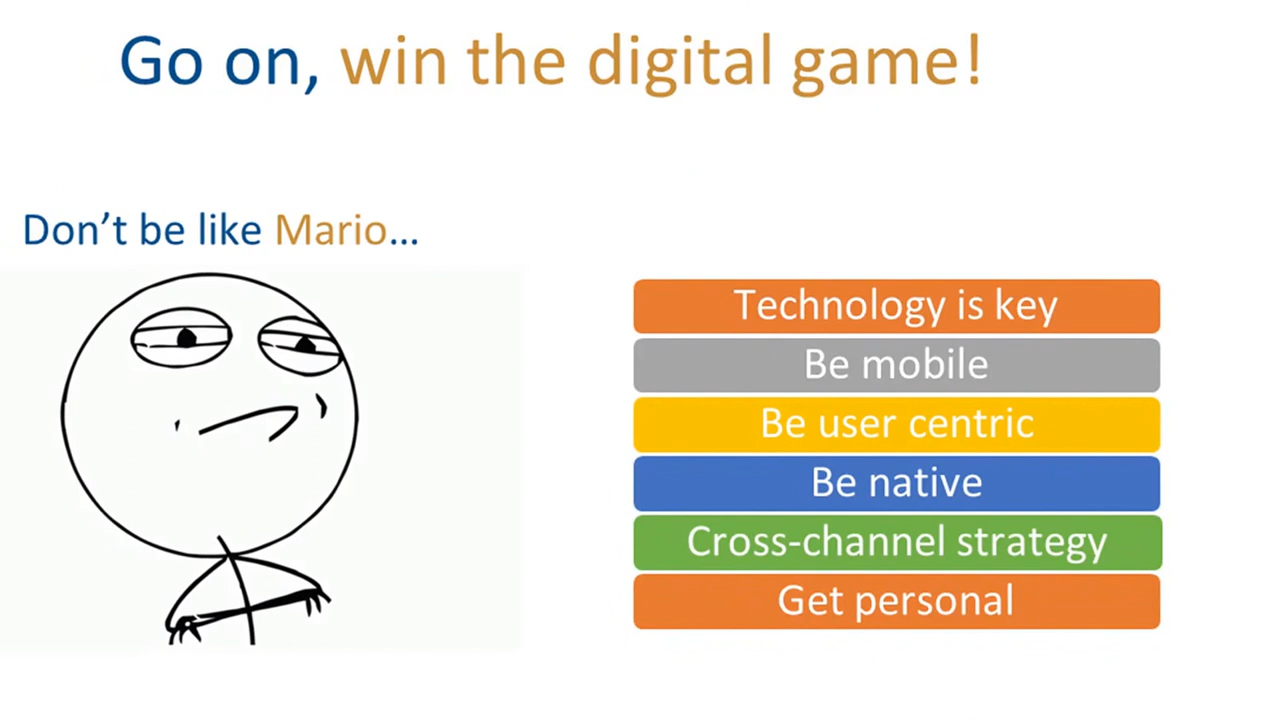 Go on, win the digital game!
Don’t be like Mario...
Technology is key
Be mobile
Be user centric
Be native
Cross-channel strategy
Get personal